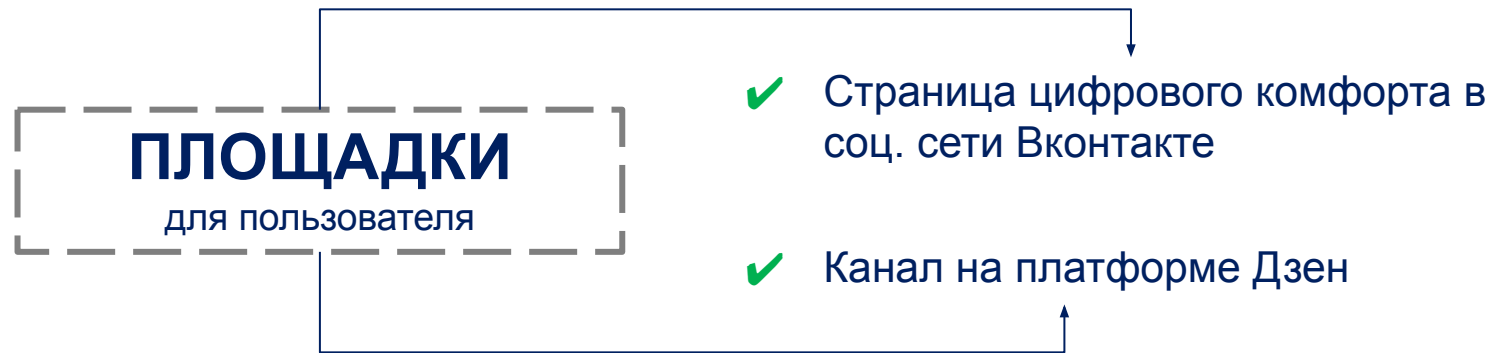 ПЛОЩАДКИ
для пользователя
✔ Страница цифрового комфорта в
соц. сети Вконтакте
✔ Канал на платформе Дзен